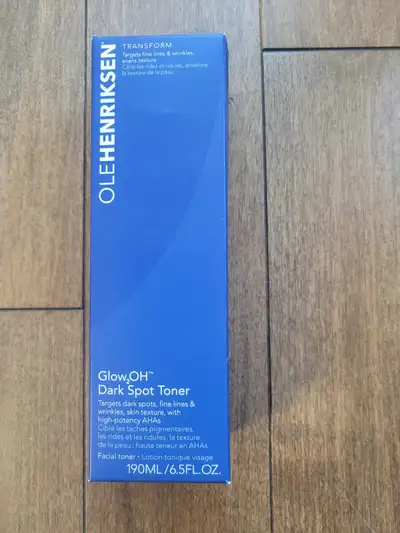 OLEHENRIKSEN
TRANSFORM
Targets fine lines & wrinkles,
evens texture
Cible les rides et ridules, améliore
la texture de la peau
Glow₂OH™
Dark Spot Toner
Targets dark spots, fine lines &
wrinkles, skin texture, with
high-potency AHAs
Cible les taches pigmentaires,
les rides et les ridules, la texture
de la peau; haute teneur en AHAs
Facial toner • Lotion tonique visage
190ML/6.5FL.OZ.